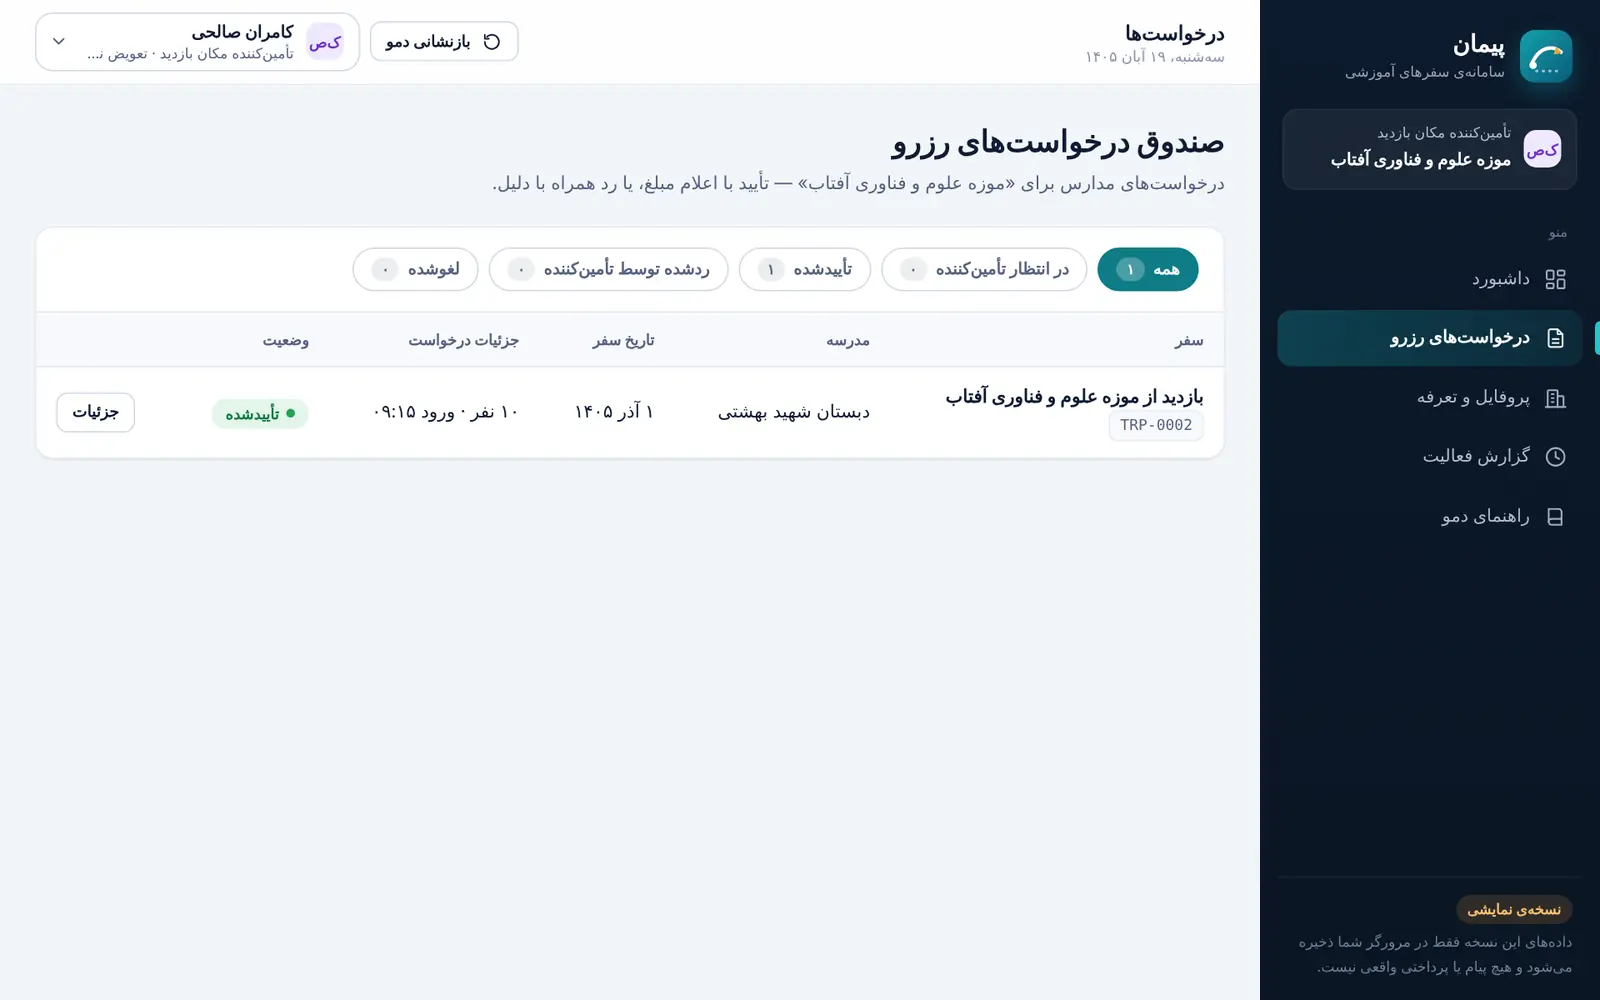 پیمان
سامانه‌ی سفرهای آموزشی
ک‌ص
تأمین‌کننده مکان بازدید
موزه علوم و فناوری آفتاب
منو
داشبورد
درخواست‌های رزرو
پروفایل و تعرفه
گزارش فعالیت
راهنمای دمو
نسخه‌ی نمایشی
داده‌های این نسخه فقط در مرورگر شما ذخیره
می‌شود و هیچ پیام یا پرداختی واقعی نیست.
درخواست‌ها
سه‌شنبه، ۱۹ آبان ۱۴۰۵
بازنشانی دمو
ک‌ص
کامران صالحی
تأمین‌کننده مکان بازدید · تعویض ن...
صندوق درخواست‌های رزرو
درخواست‌های مدارس برای «موزه علوم و فناوری آفتاب» — تأیید با اعلام مبلغ، یا رد همراه با دلیل.
همه ۱
در انتظار تأمین‌کننده ۰
تأییدشده ۱
ردشده توسط تأمین‌کننده ۰
لغوشده ۰
سفر مدرسه تاریخ سفر جزئیات درخواست وضعیت
بازدید از موزه علوم و فناوری آفتاب
TRP-0002
دبستان شهید بهشتی
۱ آذر ۱۴۰۵
۱۰ نفر · ورود ۰۹:۱۵
تأییدشده
جزئیات